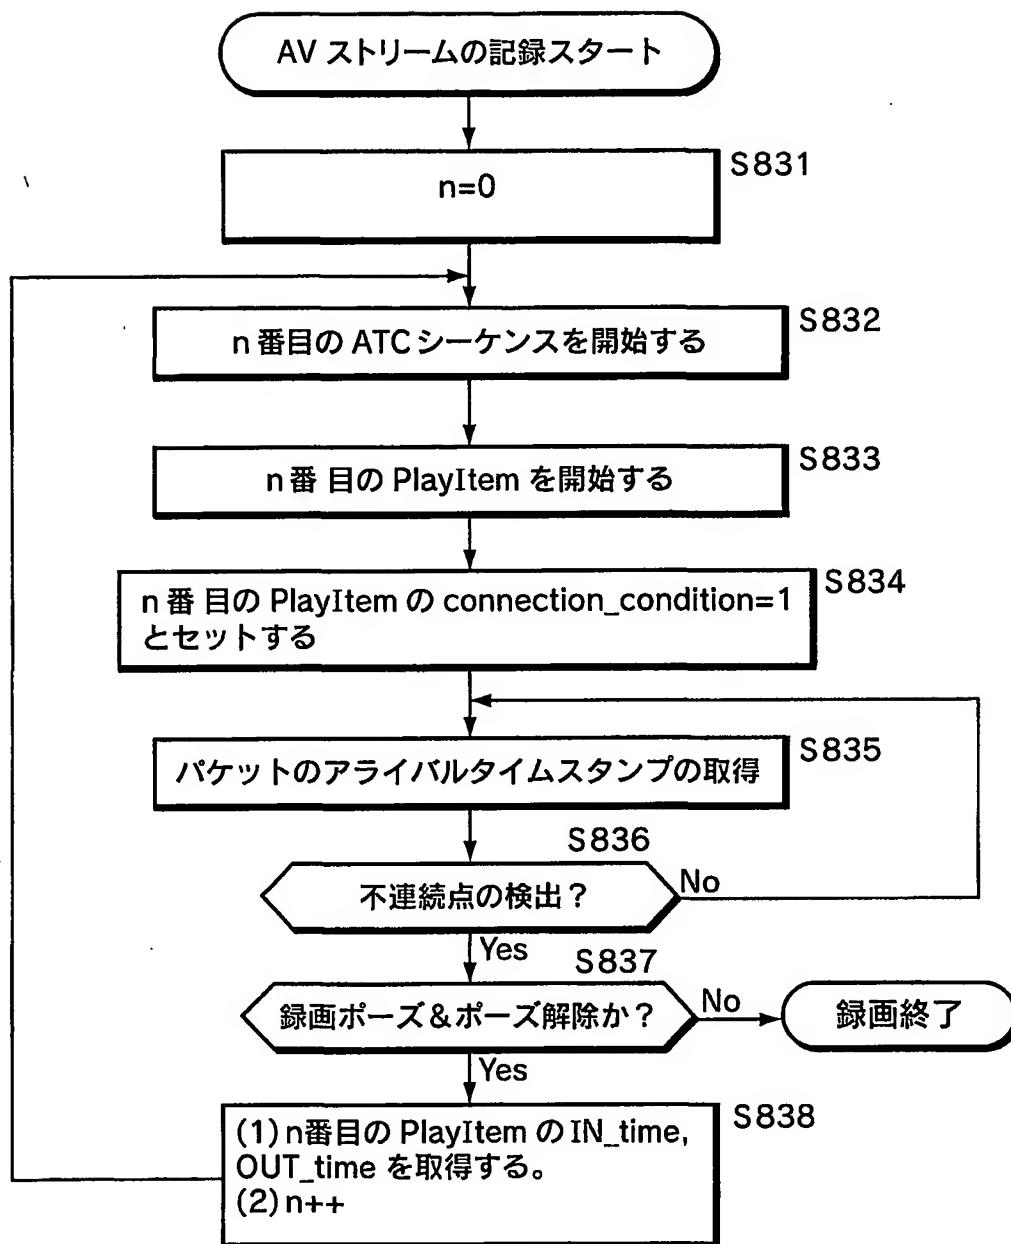 AV ストリームの記録スタート
S831
n=0
S832
n 番目の ATC シーケンスを開始する
S833
n 番 目の PlayItem を開始する
S834
n 番 目の PlayItem の connection_condition=1
とセットする
S835
パケットのアライバルタイムスタンプの取得
S836
不連続点の検出？
No
Yes
S837
録画ポーズ＆ポーズ解除か？
No
録画終了
Yes
S838
(1) n番目の PlayItem の IN_time,
OUT_time を取得する。
(2) n++